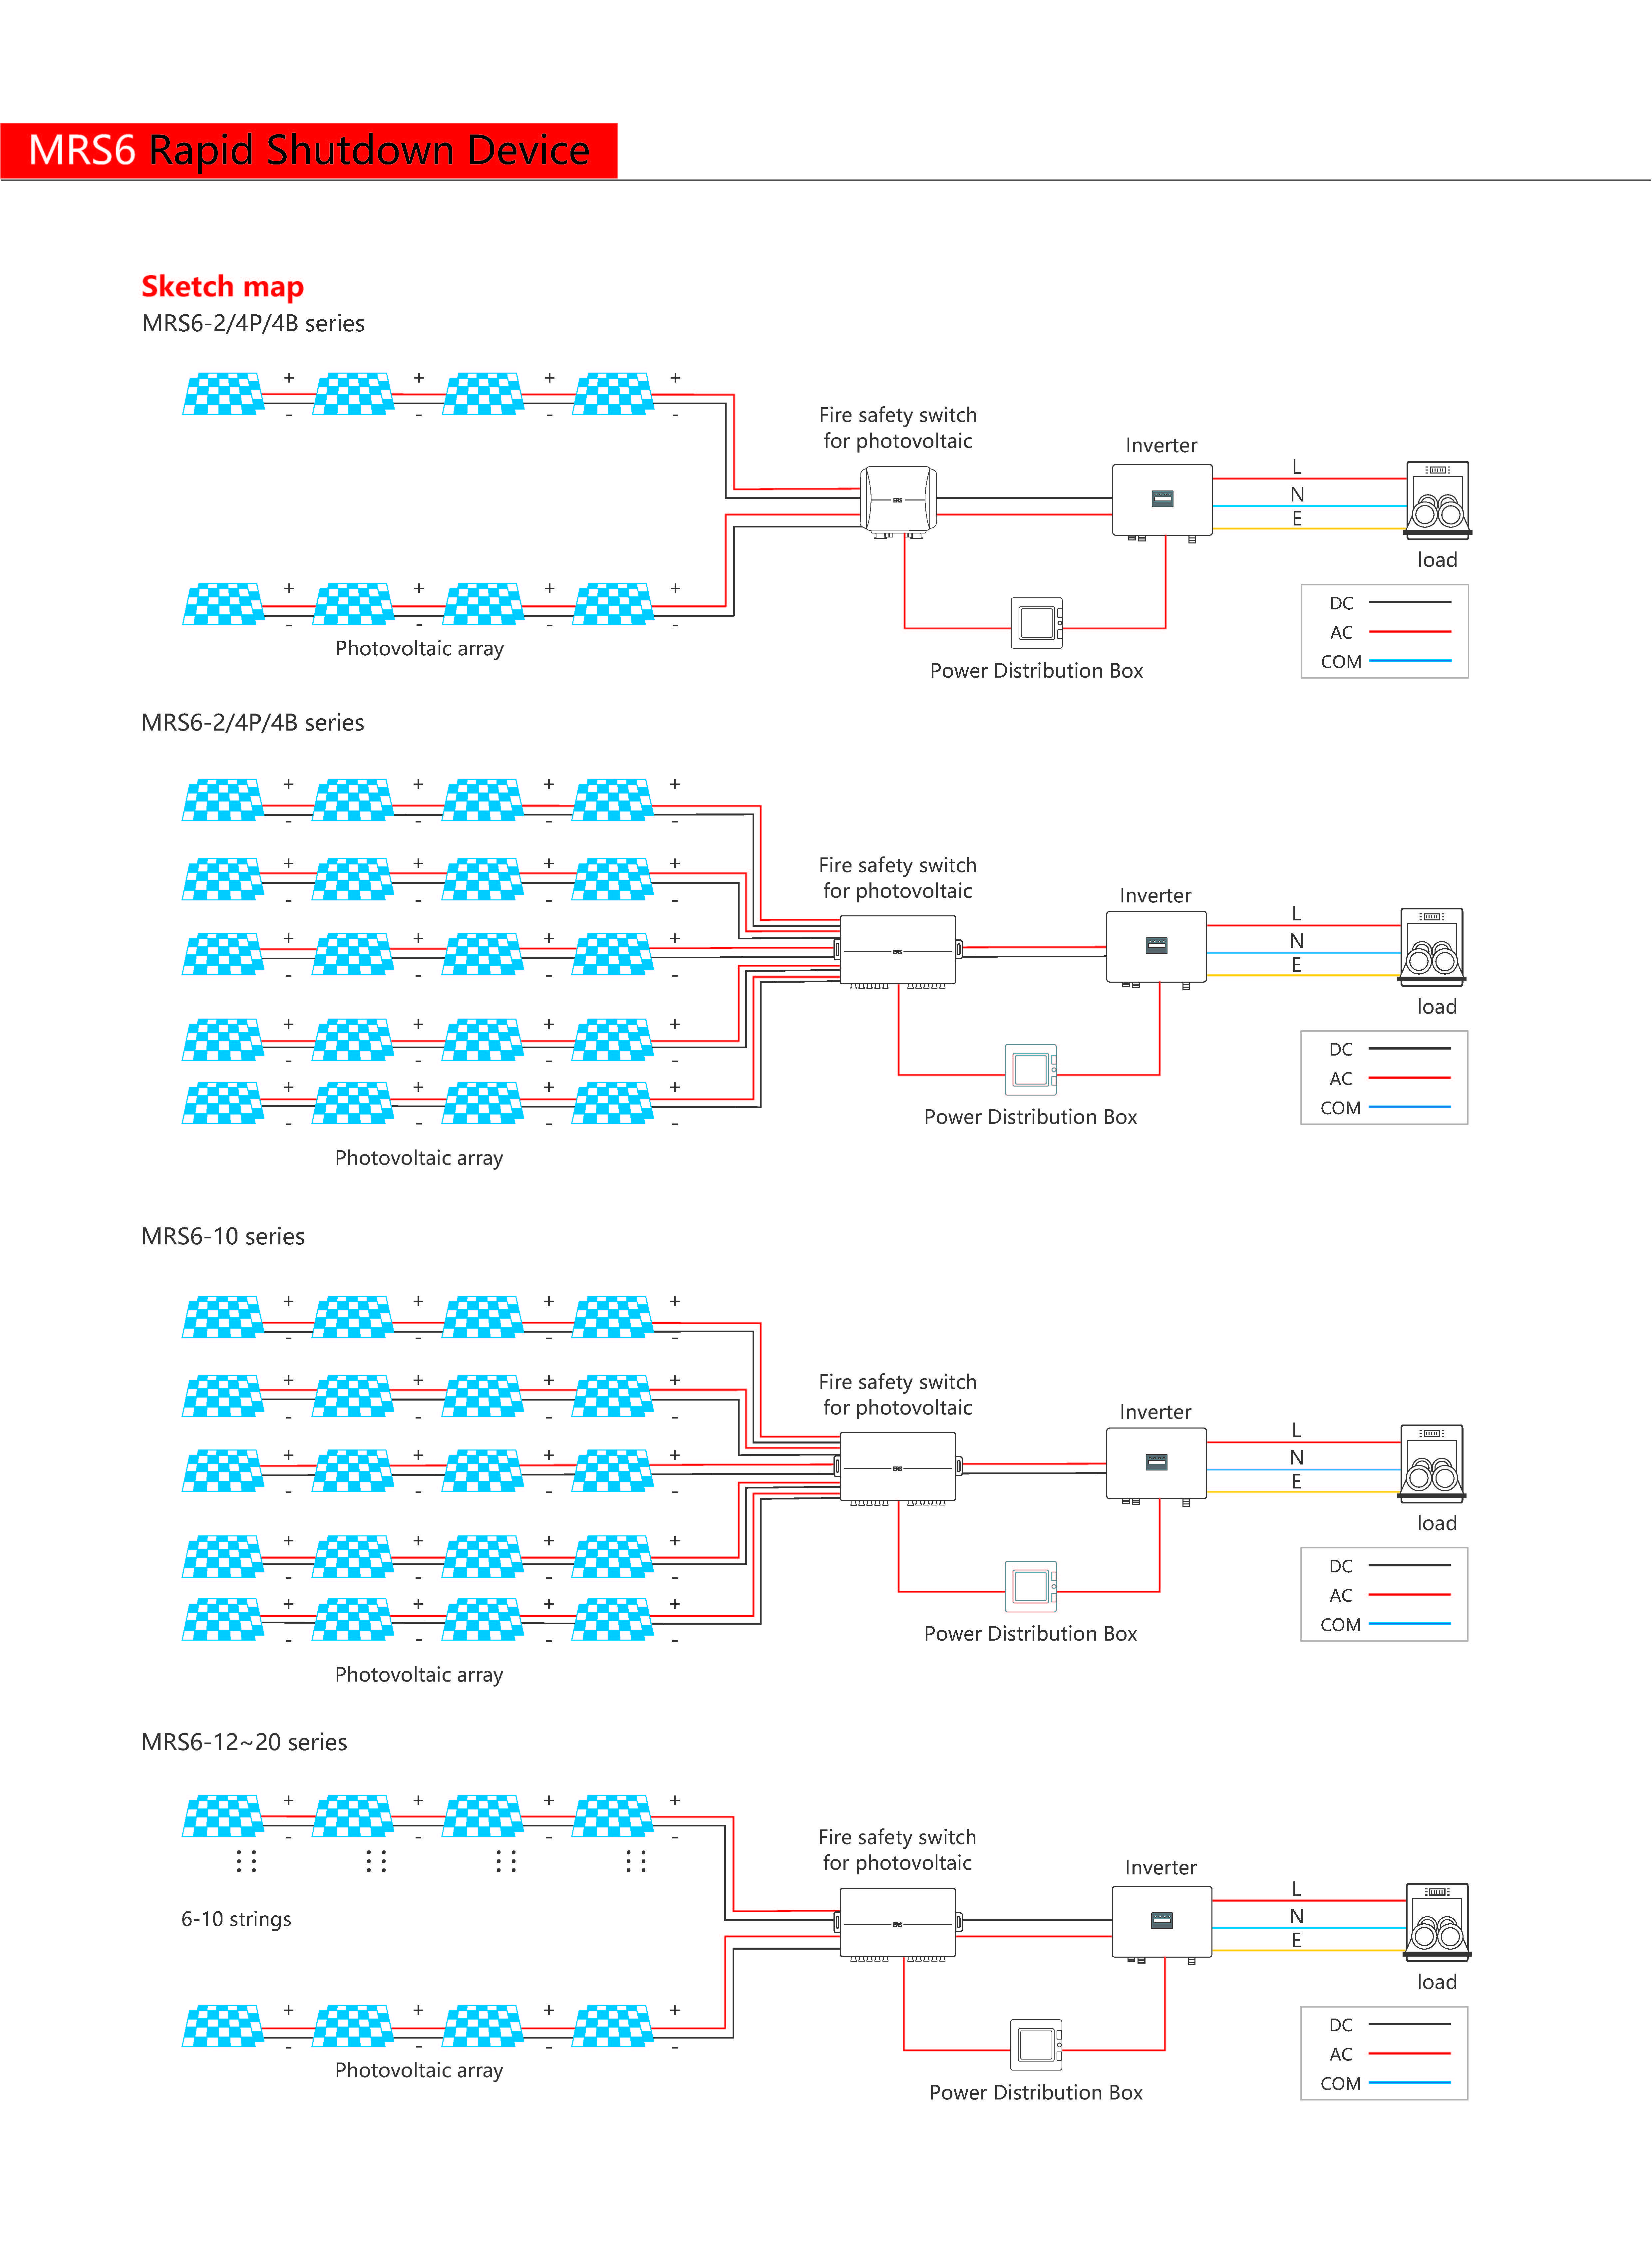 MRS6 Rapid Shutdown Device
Sketch map
MRS6-2/4P/4B series
+ + + +
- - - -
Fire safety switch
for photovoltaic
Inverter
L
N
E
ERS
load
+ + + +
- - - -
Photovoltaic array
Power Distribution Box
DC
AC
COM
MRS6-2/4P/4B series
+ + + +
- - - -
+ + + +
- - - -
+ + + +
- - - -
+ + + +
- - - -
+ + + +
- - - -
Fire safety switch
for photovoltaic
Inverter
L
N
E
ERS
load
Power Distribution Box
DC
AC
COM
Photovoltaic array
MRS6-10 series
+ + + +
- - - -
+ + + +
- - - -
+ + + +
- - - -
+ + + +
- - - -
+ + + +
- - - -
Fire safety switch
for photovoltaic
Inverter
L
N
E
ERS
load
Power Distribution Box
DC
AC
COM
Photovoltaic array
MRS6-12~20 series
+ + + +
- - - -
6-10 strings
Fire safety switch
for photovoltaic
Inverter
L
N
E
ERS
load
+ + + +
- - - -
Photovoltaic array
Power Distribution Box
DC
AC
COM